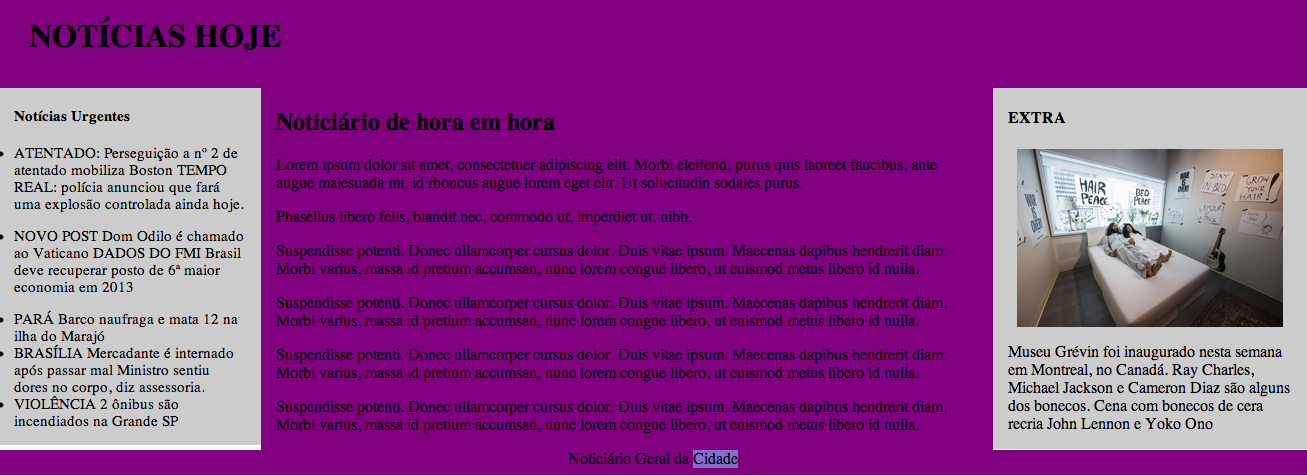 NOTÍCIAS HOJE
Notícias Urgentes
ATENTADO: Perseguição a nº 2 de
atentado mobiliza Boston TEMPO
REAL: polícia anunciou que fará
uma explosão controlada ainda hoje.
NOVO POST Dom Odilo é chamado
ao Vaticano DADOS DO FMI Brasil
deve recuperar posto de 6ª maior
economia em 2013
PARÁ Barco naufraga e mata 12 na
ilha do Marajó
BRASÍLIA Mercadante é internado
após passar mal Ministro sentiu
dores no corpo, diz assessoria.
VIOLÊNCIA 2 ônibus são
incendiados na Grande SP
Noticiário de hora em hora
Lorem ipsum dolor sit amet, consectetuer adipiscing elit. Morbi eleifend, purus quis laoreet faucibus, ante
augue malesuada mi, id rhoncus augue lorem eget elit. Ut sollicitudin sodales purus.
Phasellus libero felis, blandit nec, commodo ut, imperdiet ut, nibh.
Suspendisse potenti. Donec ullamcorper cursus dolor. Duis vitae ipsum. Maecenas dapibus hendrerit diam.
Morbi varius, massa id pretium accumsan, nunc lorem congue libero, ut euismod metus libero id nulla.
Suspendisse potenti. Donec ullamcorper cursus dolor. Duis vitae ipsum. Maecenas dapibus hendrerit diam.
Morbi varius, massa id pretium accumsan, nunc lorem congue libero, ut euismod metus libero id nulla.
Suspendisse potenti. Donec ullamcorper cursus dolor. Duis vitae ipsum. Maecenas dapibus hendrerit diam.
Morbi varius, massa id pretium accumsan, nunc lorem congue libero, ut euismod metus libero id nulla.
Suspendisse potenti. Donec ullamcorper cursus dolor. Duis vitae ipsum. Maecenas dapibus hendrerit diam.
Morbi varius, massa id pretium accumsan, nunc lorem congue libero, ut euismod metus libero id nulla.
EXTRA
HAIR
PEACE
BED
PEACE
STAY
IN BED
GROW
YOUR
HAIR!
WAR
IS
OVER!
Museu Grévin foi inaugurado nesta semana
em Montreal, no Canadá. Ray Charles,
Michael Jackson e Cameron Diaz são alguns
dos bonecos. Cena com bonecos de cera
recria John Lennon e Yoko Ono
Noticiário Geral da Cidade